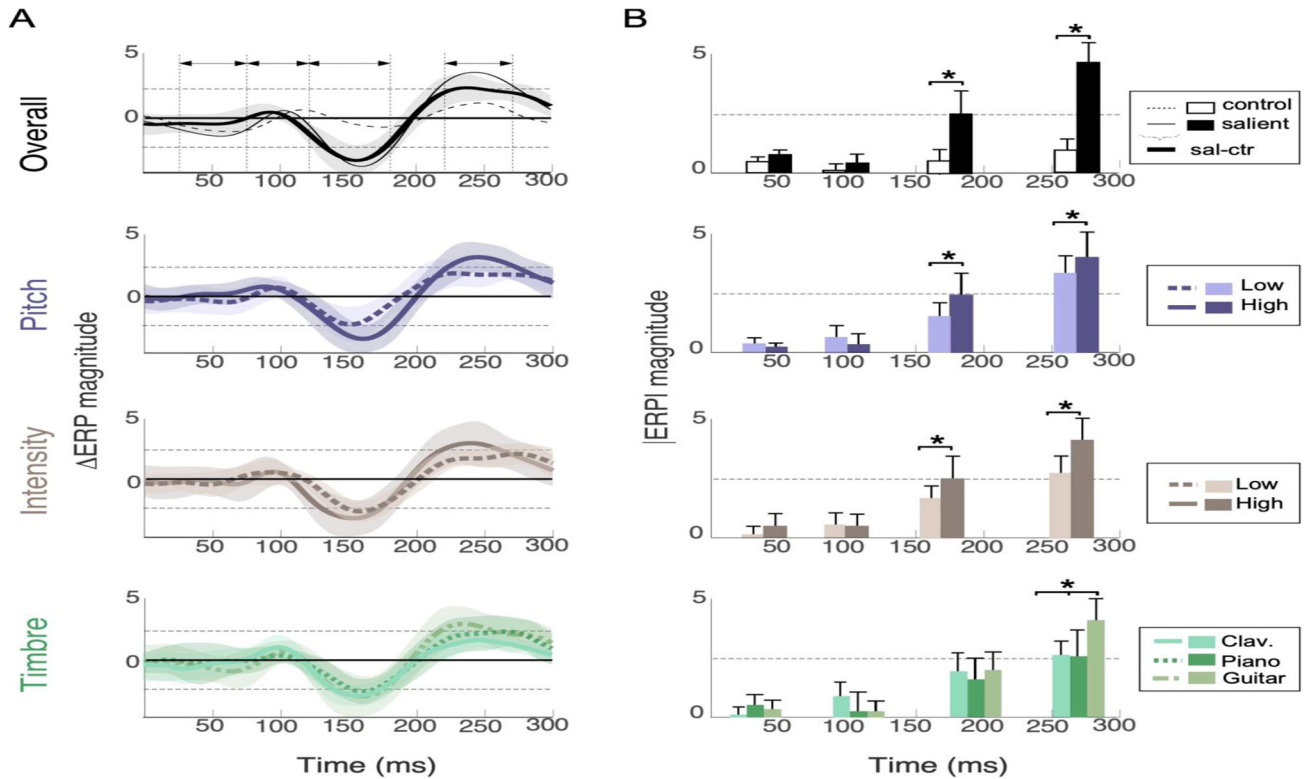 A
B
Overall
5
0
50 100 150 200 250 300
*
*
5
0
50 100 150 200 250 300
control
salient
sal-ctr
Pitch
5
0
50 100 150 200 250 300
*
*
5
0
50 100 150 200 250 300
Low
High
ΔERP magnitude
|ERP| magnitude
Intensity
5
0
50 100 150 200 250 300
*
*
5
0
50 100 150 200 250 300
Low
High
Timbre
5
0
50 100 150 200 250 300
*
5
0
50 100 150 200 250 300
Clav.
Piano
Guitar
Time (ms)
Time (ms)